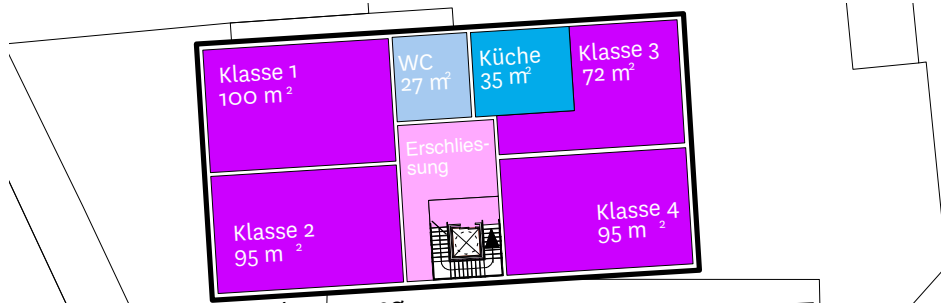 Klasse 1
100 m²
WC
27 m²
Küche
35 m²
Klasse 3
72 m²
Erschlies-
sung
Klasse 2
95 m²
Klasse 4
95 m²